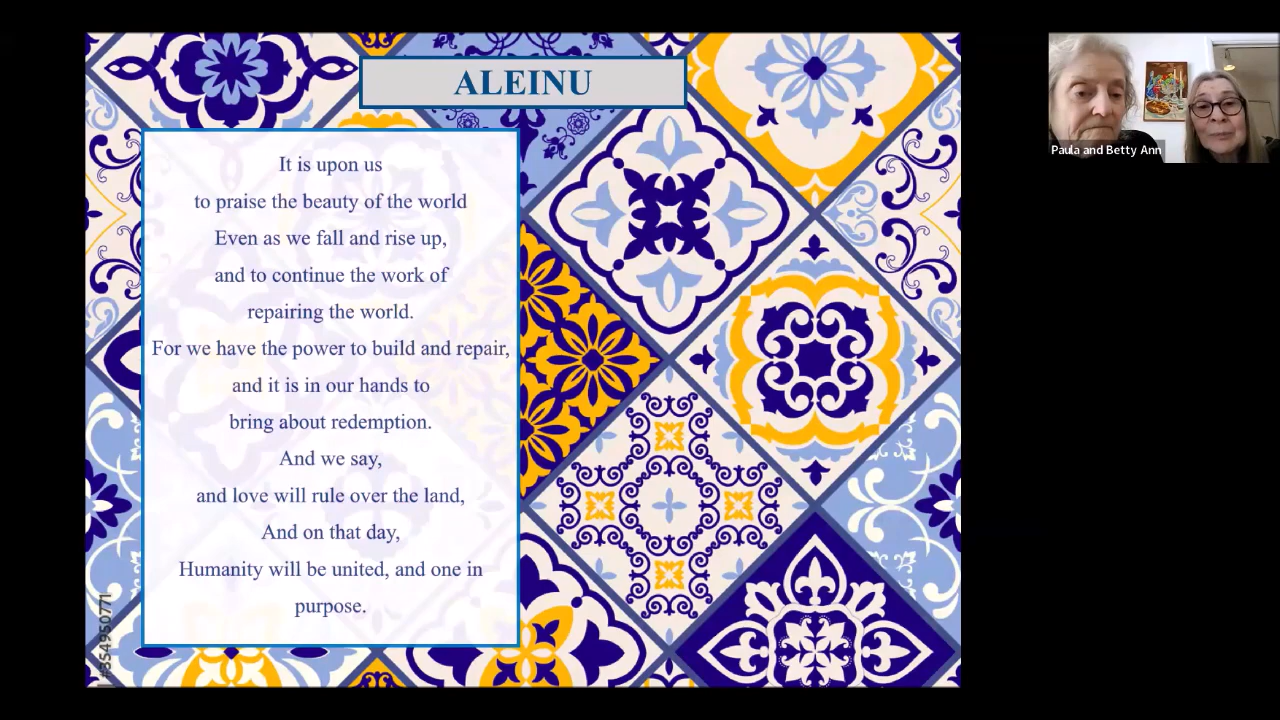 ALEINU
It is upon us
to praise the beauty of the world
Even as we fall and rise up,
and to continue the work of
repairing the world.
For we have the power to build and repair,
and it is in our hands to
bring about redemption.
And we say,
and love will rule over the land,
And on that day,
Humanity will be united, and one in
purpose.
#354950771
Paula and Betty Ann